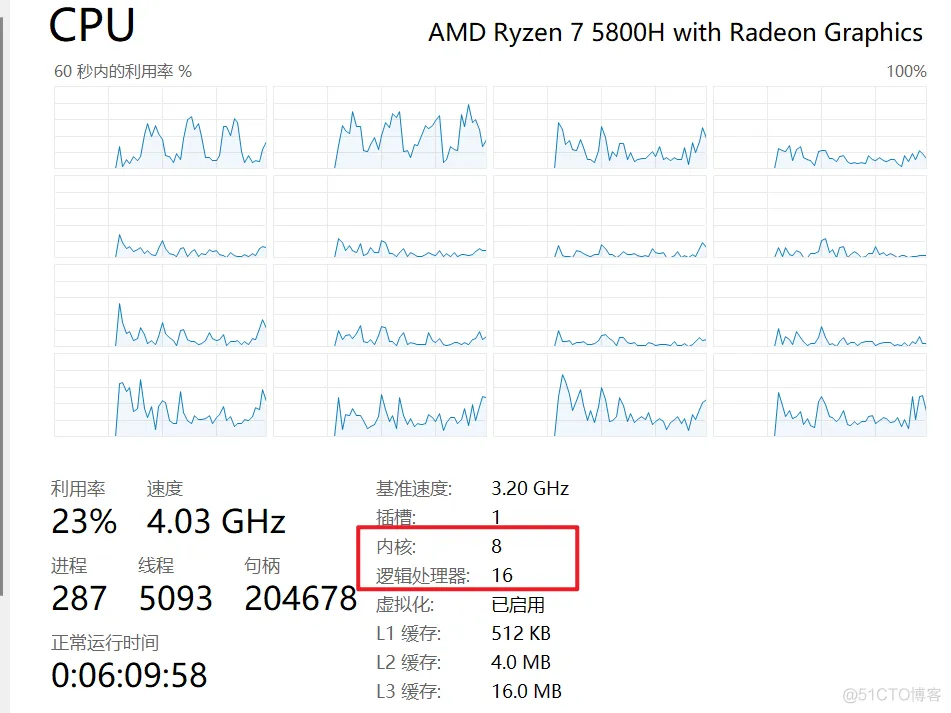 CPU
AMD Ryzen 7 5800H with Radeon Graphics
60 秒内的利用率 %
100%
利用率 速度
23% 4.03 GHz
进程 线程 句柄
287 5093 204678
正常运行时间
0:06:09:58
基准速度: 3.20 GHz
插槽: 1
内核: 8
逻辑处理器: 16
虚拟化: 已启用
L1 缓存: 512 KB
L2 缓存: 4.0 MB
L3 缓存: 16.0 MB
@51CTO博客